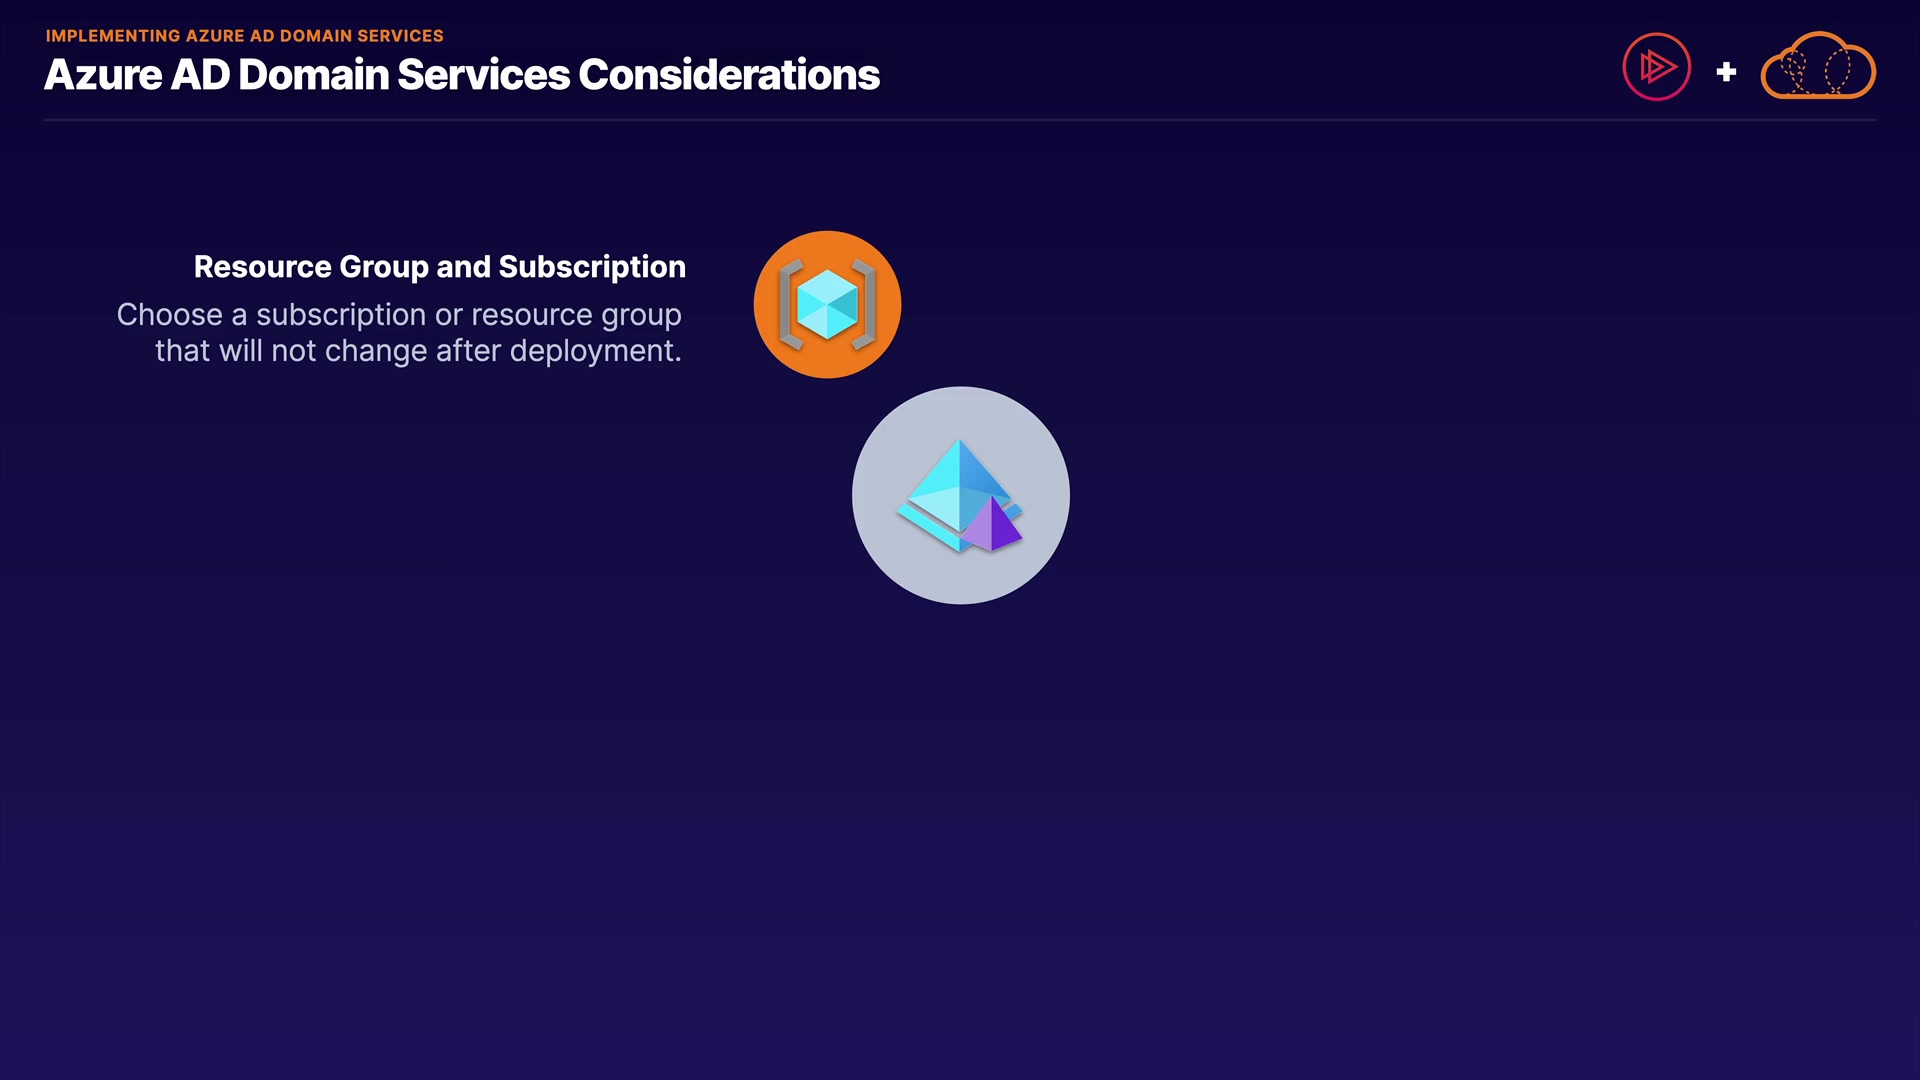 IMPLEMENTING AZURE AD DOMAIN SERVICES
Azure AD Domain Services Considerations
Resource Group and Subscription
Choose a subscription or resource group
that will not change after deployment.